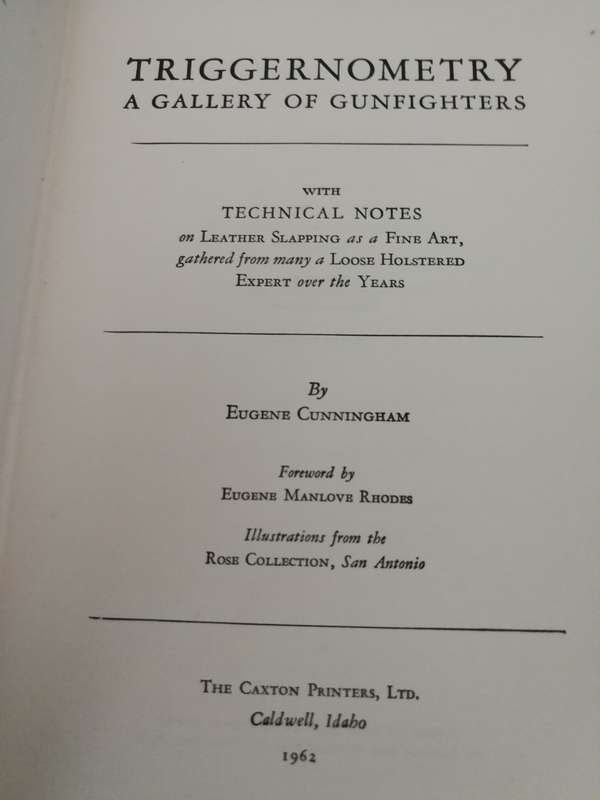 TRIGGERNOMETRY
A GALLERY OF GUNFIGHTERS
WITH
TECHNICAL NOTES
on LEATHER SLAPPING as a FINE ART,
gathered from many a LOOSE HOLSTERED
EXPERT over the YEARS
By
EUGENE CUNNINGHAM
Foreword by
EUGENE MANLOVE RHODES
Illustrations from the
ROSE COLLECTION, San Antonio
THE CAXTON PRINTERS, LTD.
Caldwell, Idaho
1962